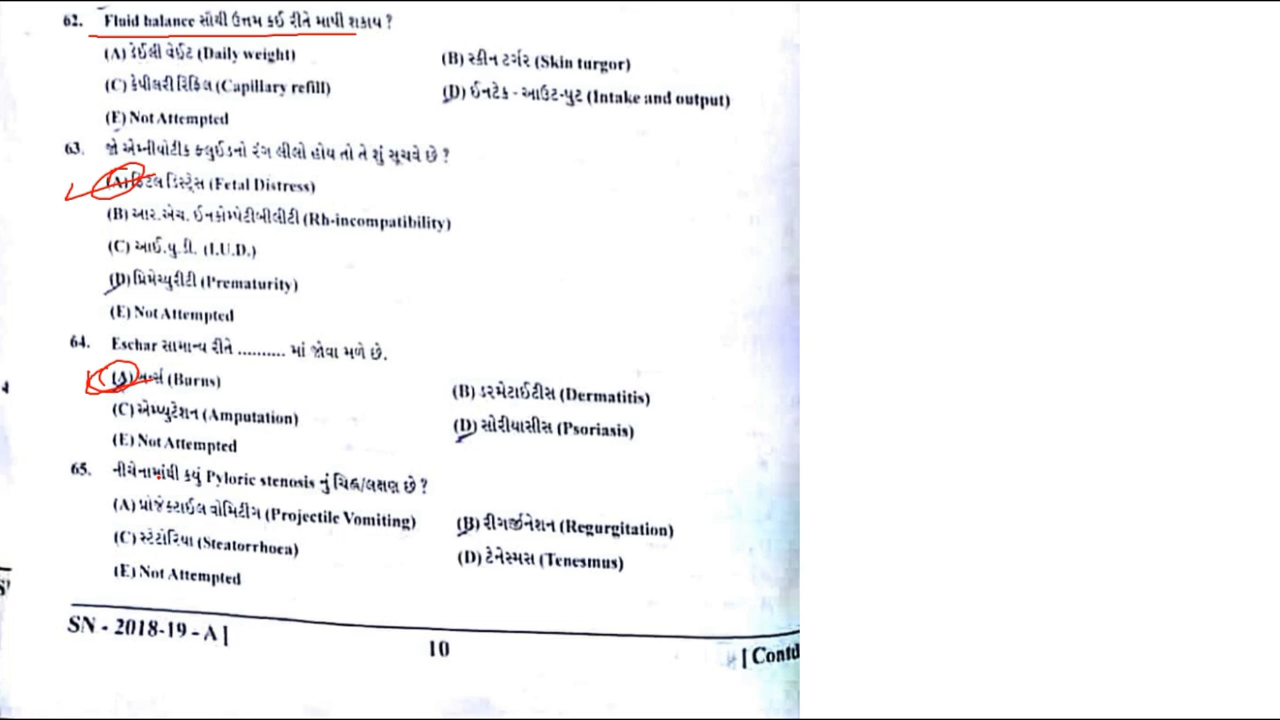 62. Fluid balance સૌથી ઉત્તમ કઈ રીતે માપી શકાય ?
(A) ડેઈલી વેઈટ (Daily weight) (B) સ્કીન ટર્ગર (Skin turgor)
(C) કેપીલરી રિફિલ (Capillary refill) (D) ઈનટેક - આઉટ-પુટ (Intake and output)
(E) Not Attempted
63. જો એમ્નીયોટીક ફ્લુઈડનો રંગ લીલો હોય તો તે શું સૂચવે છે ?
(A) ફિટલ ડિસ્ટ્રેસ (Fetal Distress)
(B) આર.એચ. ઈનકોમ્પેટીબીલીટી (Rh-incompatibility)
(C) આઈ.યુ.ડી. (I.U.D.)
(D) પ્રિમેચ્યુરીટી (Prematurity)
(E) Not Attempted
64. Eschar સામાન્ય રીતે .......... માં જોવા મળે છે.
(A) બર્ન્સ (Burns) (B) ડરમેટાઈટીસ (Dermatitis)
(C) એમ્પ્યુટેશન (Amputation) (D) સોરીયાસીસ (Psoriasis)
(E) Not Attempted
65. નીચેનામાંથી કયું Pyloric stenosis નું ચિહ્ન/લક્ષણ છે ?
(A) પ્રોજેક્ટાઈલ વોમિટીંગ (Projectile Vomiting) (B) રીગર્જીનેશન (Regurgitation)
(C) સ્ટેટોરિયા (Steatorrhoea) (D) ટેનેસ્મસ (Tenesmus)
(E) Not Attempted
SN - 2018-19 - A ] 10 [ Contd